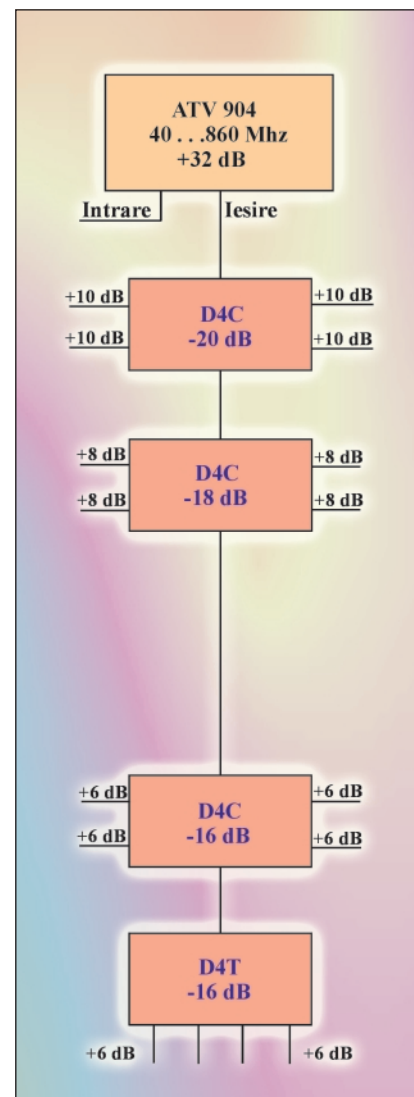 ATV 904
40 . . .860 Mhz
+32 dB
Intrare
Iesire
+10 dB
+10 dB
D4C
-20 dB
+10 dB
+10 dB
+8 dB
+8 dB
D4C
-18 dB
+8 dB
+8 dB
+6 dB
+6 dB
D4C
-16 dB
+6 dB
+6 dB
D4T
-16 dB
+6 dB
+6 dB